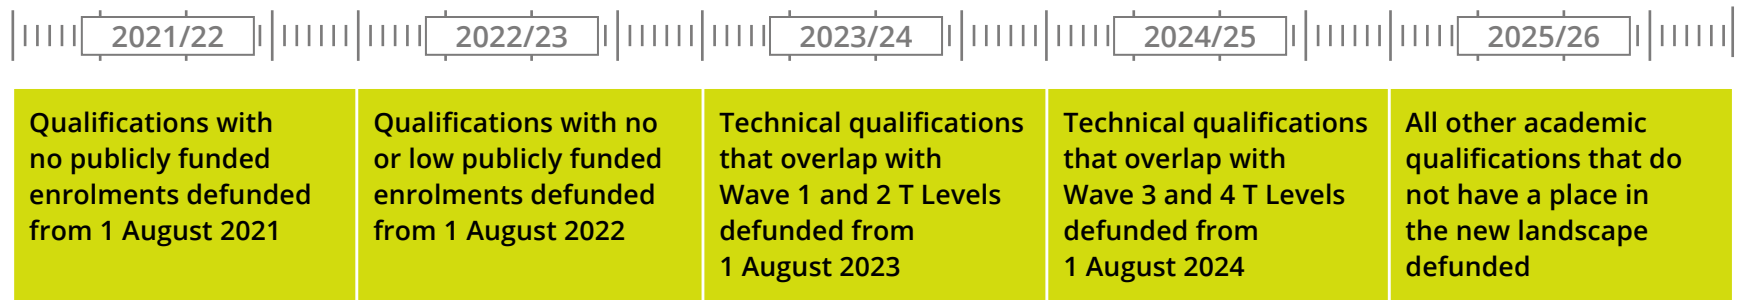 2021/22
2022/23
2023/24
2024/25
2025/26
Qualifications with
no publicly funded
enrolments defunded
from 1 August 2021
Qualifications with no
or low publicly funded
enrolments defunded
from 1 August 2022
Technical qualifications
that overlap with
Wave 1 and 2 T Levels
defunded from
1 August 2023
Technical qualifications
that overlap with
Wave 3 and 4 T Levels
defunded from
1 August 2024
All other academic
qualifications that do
not have a place in
the new landscape
defunded